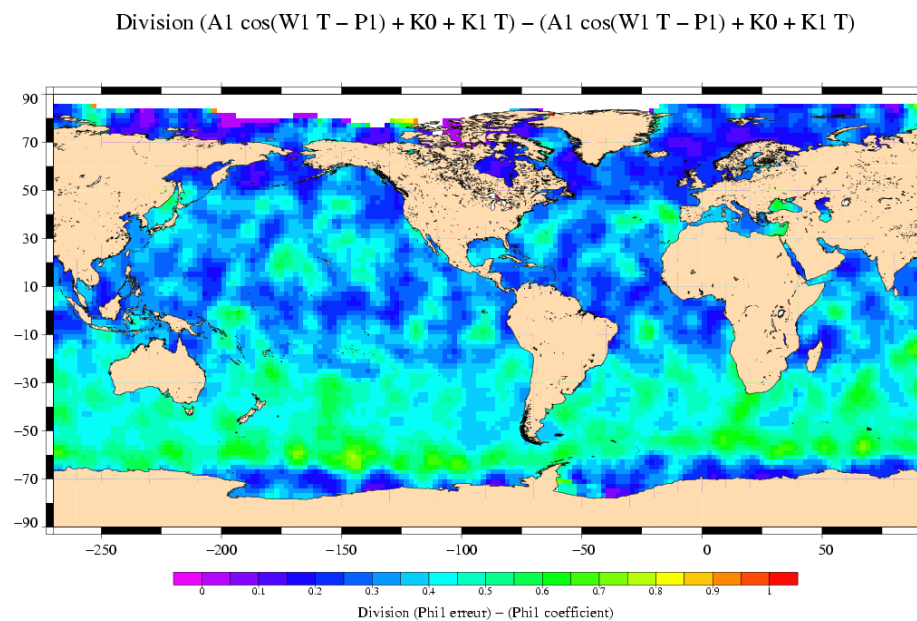 Division (A1 cos(W1 T − P1) + K0 + K1 T) − (A1 cos(W1 T − P1) + K0 + K1 T)
90
70
50
30
10
−10
−30
−50
−70
−90
−250 −200 −150 −100 −50 0 50
0 0.1 0.2 0.3 0.4 0.5 0.6 0.7 0.8 0.9 1
Division (Phi1 erreur) − (Phi1 coefficient)